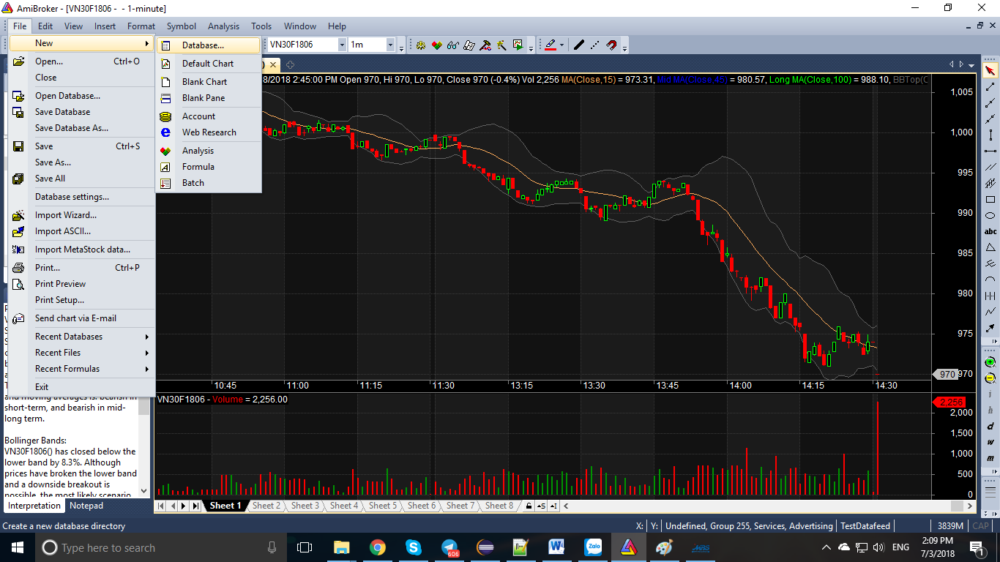 AmiBroker - [VN30F1806 - - 1-minute]
File Edit View Insert Format Symbol Analysis Tools Window Help
New
Open... Ctrl+O
Close
Open Database...
Save Database
Save Database As...
Save Ctrl+S
Save As...
Save All
Database settings...
Import Wizard...
Import ASCII...
Import MetaStock data...
Print... Ctrl+P
Print Preview
Print Setup...
Send chart via E-mail
Recent Databases
Recent Files
Recent Formulas
Exit
Database...
Default Chart
Blank Chart
Blank Pane
Account
Web Research
Analysis
Formula
Batch
VN30F1806 1m
8/2018 2:45:00 PM Open 970, Hi 970, Lo 970, Close 970 (-0.4%) Vol 2,256 MA(Close,15) = 973.31, Mid MA(Close,45) = 980.57, Long MA(Close,100) = 988.10, BBTop(C
1,005
1,000
995
990
985
980
975
970 970
10:45 11:00 11:15 11:30 13:15 13:30 13:45 14:00 14:15 14:30
VN30F1806 - Volume = 2,256.00
2,256
2,000
1,500
1,000
500
0
and moving averages is: bearish in
short-term, and bearish in mid-
long term.
Bollinger Bands:
VN30F1806() has closed below the
lower band by 8.3%. Although
prices have broken the lower band
and a downside breakout is
possible, the most likely scenario
Interpretation Notepad
Sheet 1 Sheet 2 Sheet 3 Sheet 4 Sheet 5 Sheet 6 Sheet 7 Sheet 8
abc
i
h
d
w
m
Create a new database directory
X: Y: Undefined, Group 255, Services, Advertising TestDatafeed 3839M CAP
Type here to search
606
Zalo
MBS
ENG
2:09 PM
7/3/2018
1